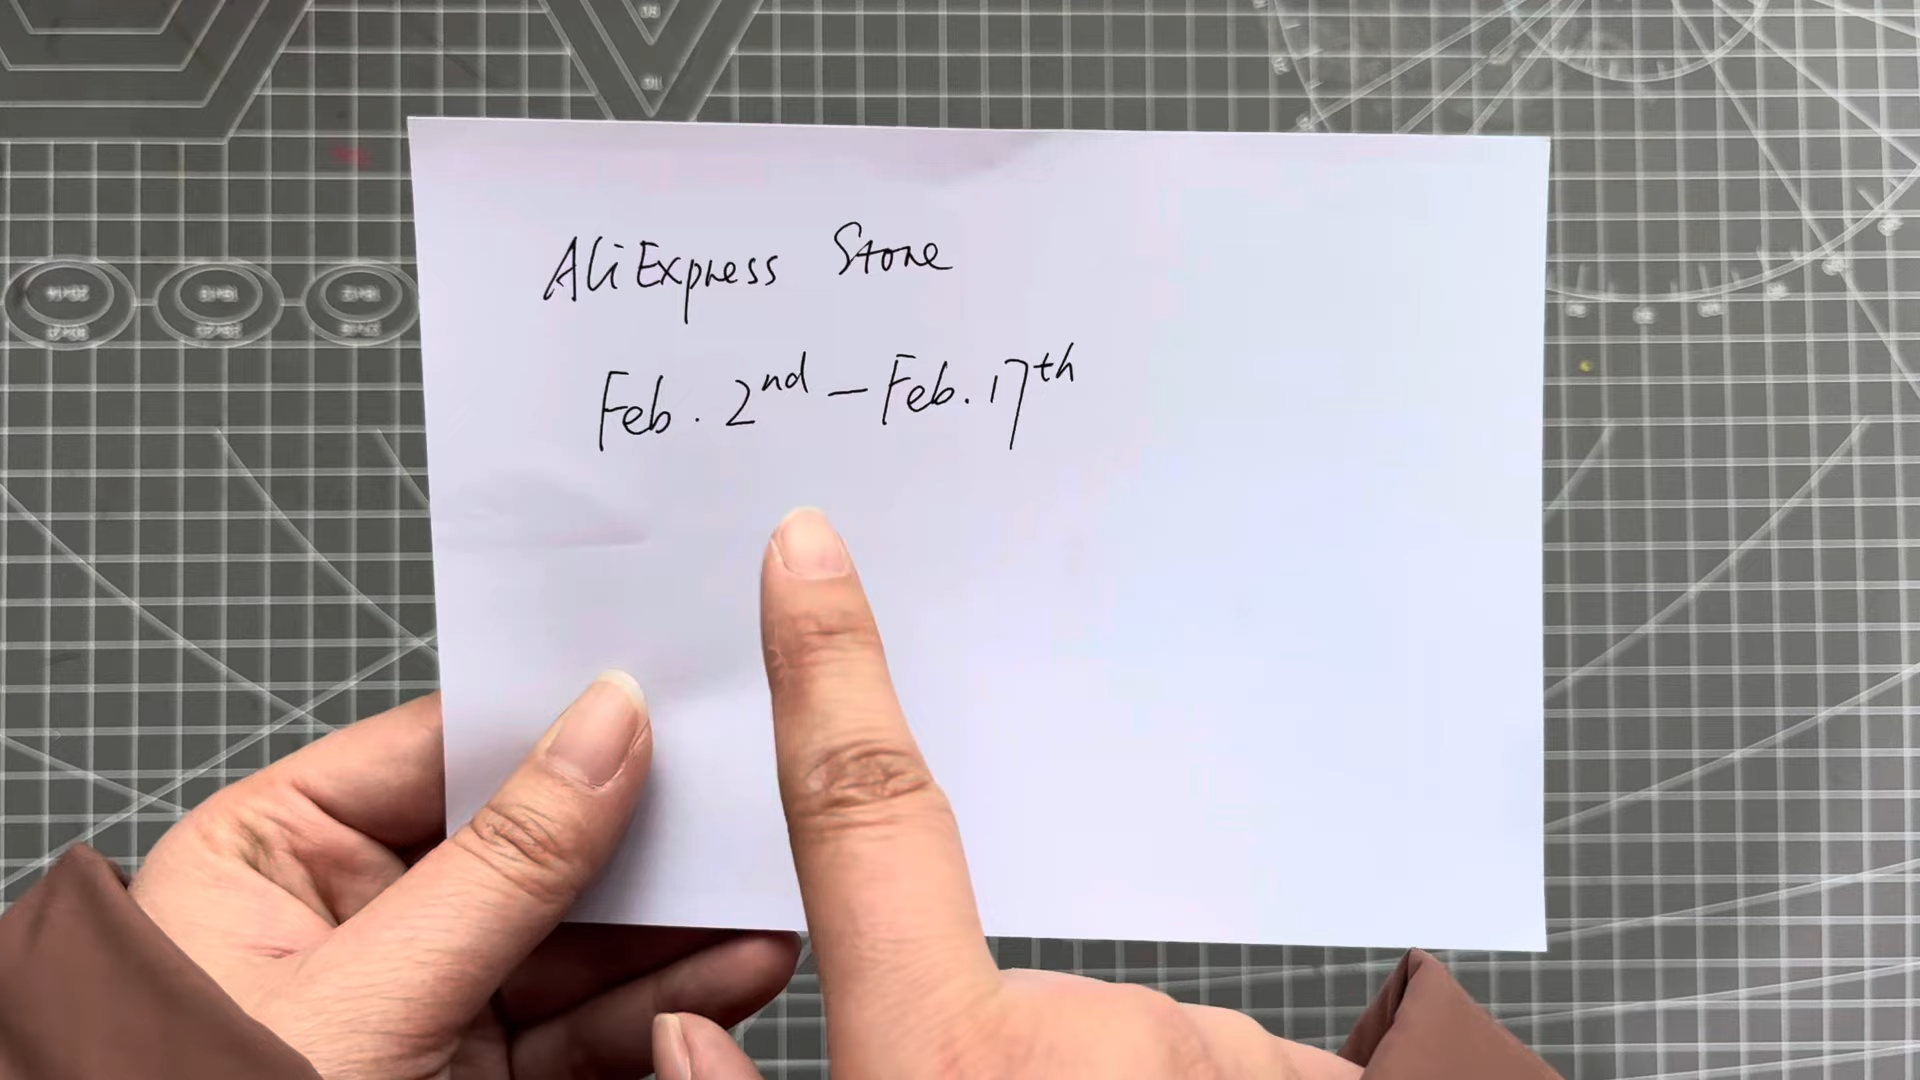 AliExpress Store
Feb. 2nd – Feb. 17th